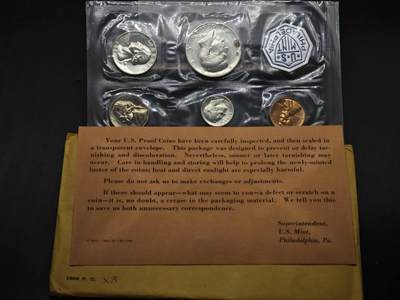 PHILADELPHIA
U·S
MINT
Your U.S. Proof Coins have been carefully inspected, and then sealed in
a transparent envelope. This package was designed to prevent or delay tar-
nishing and discoloration. Nevertheless, sooner or later tarnishing may
occur. Care in handling and storing will help to prolong the newly-minted
luster of the coins; heat and direct sunlight are especially harmful.
Please do not ask us to make exchanges or adjustments.
If there should appear—what may seem to you—a defect or scratch on a
coin—it is, no doubt, a crease in the packaging material. We tell you this
to save us both unnecessary correspondence.
Superintendent,
U.S. Mint,
Philadelphia, Pa.
1964 P. C. X3